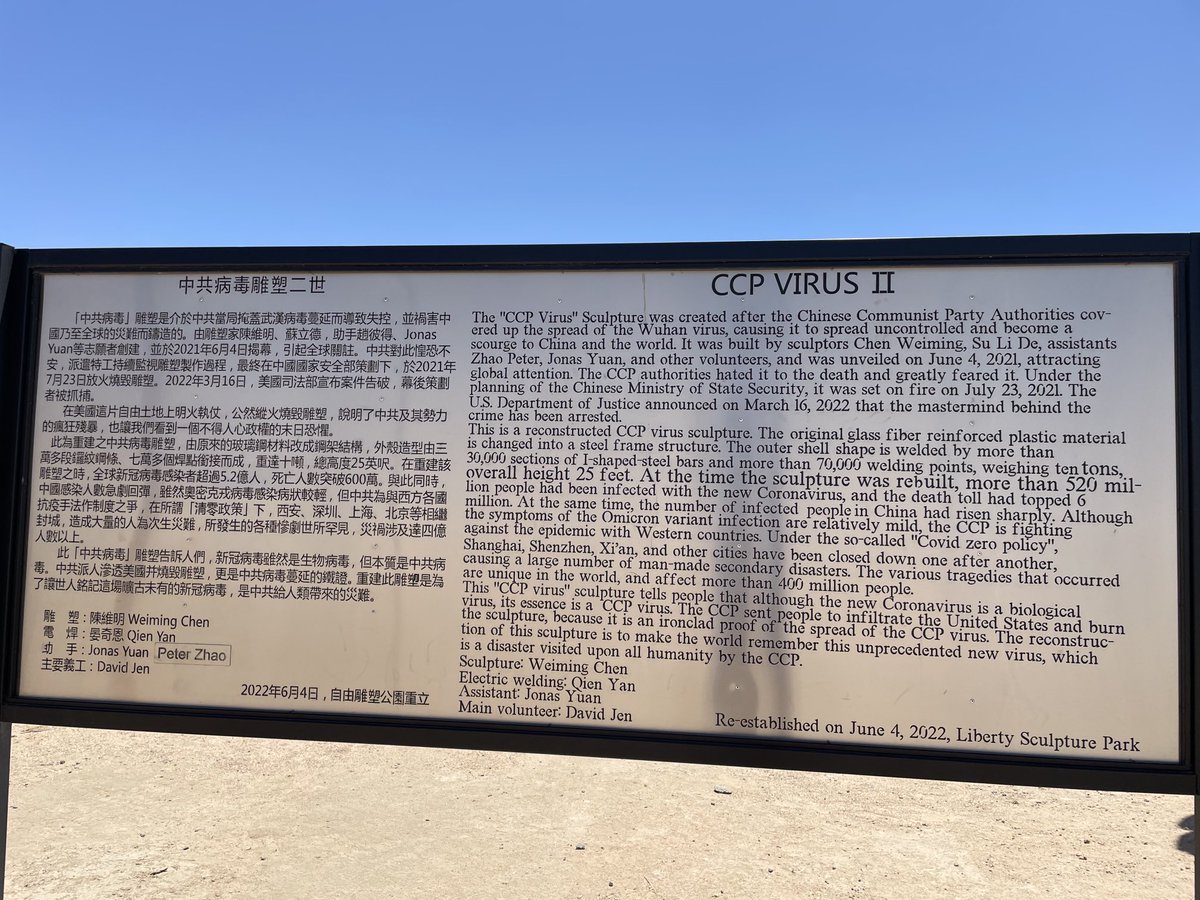 中共病毒雕塑二世
「中共病毒」雕塑是介於中共當局掩蓋武漢病毒蔓延而導致失控，並禍害中
國乃至全球的災難而鑄造的。由雕塑家陳維明、蘇立德，助手趙彼得、Jonas
Yuan等志願者創建，並於2021年6月4日揭幕，引起全球關註。中共對此惶恐不
安，派遣特工持續監視雕塑製作過程，最終在中國國家安全部策劃下，於2021年
7月23日放火燒毀雕塑。2022年3月16日，美國司法部宣布案件告破，幕後策劃
者被抓捕。
在美國這片自由土地上明火執仗，公然縱火燒毀雕塑，說明了中共及其勢力
的瘋狂殘暴，也讓我們看到一個不得人心政權的末日恐懼。
此為重建之中共病毒雕塑，由原來的玻璃鋼材料改成鋼架結構，外殼造型由三
萬多段鑼紋鋼條、七萬多個焊點銜接而成，重達十噸，總高度25英呎。在重建該
雕塑之時，全球新冠病毒感染者超過5.2億人，死亡人數突破600萬。與此同時，
中國感染人數急劇回彈，雖然奧密克戎病毒感染病狀較輕，但中共為與西方各國
抗疫手法作制度之爭，在所謂「清零政策」下，西安、深圳、上海、北京等相繼
封城，造成大量的人為次生災難，所發生的各種慘劇世所罕見，災禍涉及達四億
人數以上。
此「中共病毒」雕塑告訴人們，新冠病毒雖然是生物病毒，但本質是中共病
毒。中共派人滲透美國并燒毀雕塑，更是中共病毒蔓延的鐵證。重建此雕塑是為
了讓世人銘記這場曠古未有的新冠病毒，是中共給人類帶來的災難。
雕　塑：陳維明 Weiming Chen
電　焊：晏奇恩 Qien Yan
助　手：Jonas Yuan Peter Zhao
主要義工：David Jen
2022年6月4日，自由雕塑公園重立
CCP VIRUS II
The "CCP Virus" Sculpture was created after the Chinese Communist Party Authorities cov-
ered up the spread of the Wuhan virus, causing it to spread uncontrolled and become a
scourge to China and the world. It was built by sculptors Chen Weiming, Su Li De, assistants
Zhao Peter, Jonas Yuan, and other volunteers, and was unveiled on June 4, 2021, attracting
global attention. The CCP authorities hated it to the death and greatly feared it. Under the
planning of the Chinese Ministry of State Security, it was set on fire on July 23, 2021. The
U.S. Department of Justice announced on March 16, 2022 that the mastermind behind the
crime has been arrested.
This is a reconstructed CCP virus sculpture. The original glass fiber reinforced plastic material
is changed into a steel frame structure. The outer shell shape is welded by more than
30,000 sections of I-shaped-steel bars and more than 70,000 welding points, weighing ten tons,
overall height 25 feet. At the time the sculpture was rebuilt, more than 520 mil-
lion people had been infected with the new Coronavirus, and the death toll had topped 6
million. At the same time, the number of infected people in China had risen sharply. Although
the symptoms of the Omicron variant infection are relatively mild, the CCP is fighting
against the epidemic with Western countries. Under the so-called "Covid zero policy",
Shanghai, Shenzhen, Xi'an, and other cities have been closed down one after another,
causing a large number of man-made secondary disasters. The various tragedies that occurred
are unique in the world, and affect more than 400 million people.
This "CCP virus" sculpture tells people that although the new Coronavirus is a biological
virus, its essence is a CCP virus. The CCP sent people to infiltrate the United States and burn
the sculpture, because it is an ironclad proof of the spread of the CCP virus. The reconstruc-
tion of this sculpture is to make the world remember this unprecedented new virus, which
is a disaster visited upon all humanity by the CCP.
Sculpture: Weiming Chen
Electric welding: Qien Yan
Assistant: Jonas Yuan
Main volunteer: David Jen
Re-established on June 4, 2022, Liberty Sculpture Park